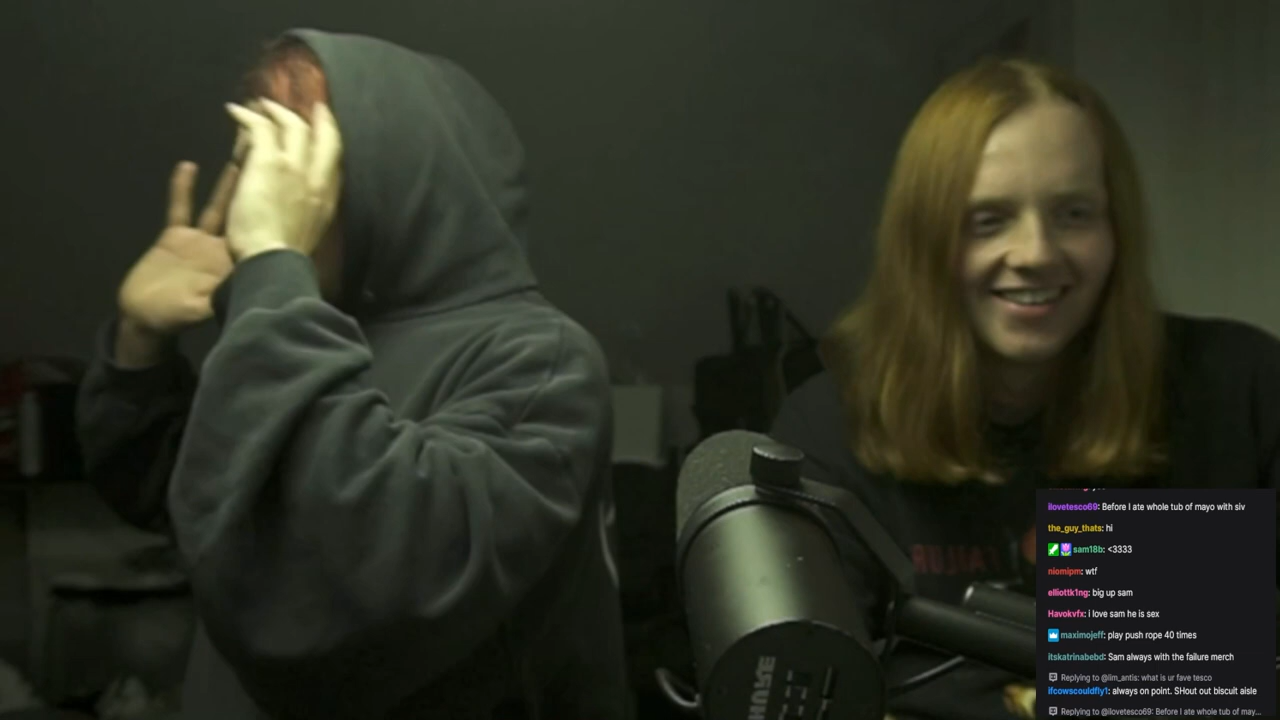 ilovetesco69: Before I ate whole tub of mayo with siv
the_guy_thats: hi
sam18b: <3333
niomipm: wtf
elliottk1ng: big up sam
Havokvfx: i love sam he is sex
maximojeff: play push rope 40 times
itskatrinabebd: Sam always with the failure merch
Replying to @lim_antis: what is ur fave tesco
ifcowscouldfly1: always on point. SHout out biscuit aisle
Replying to @ilovetesco69: Before I ate whole tub of may...
SHURE